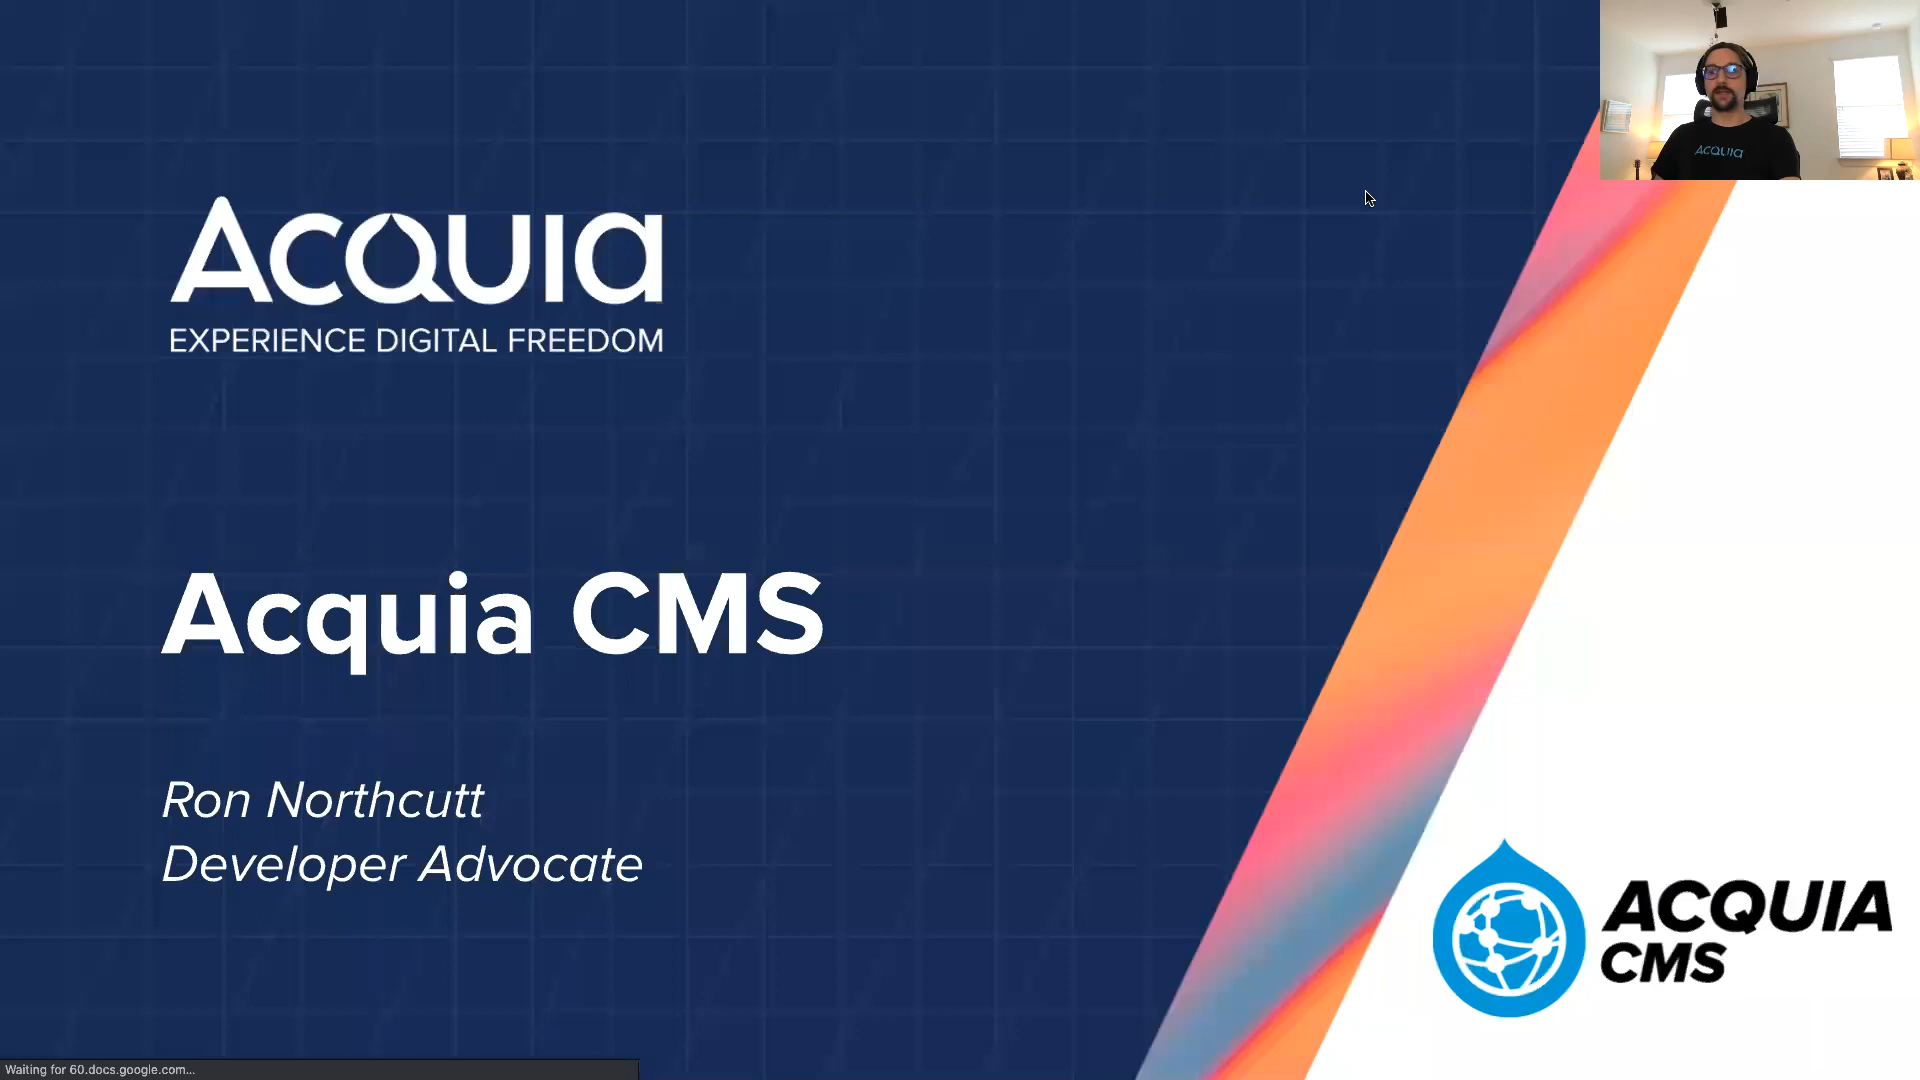 ACQUIA
EXPERIENCE DIGITAL FREEDOM
Acquia CMS
Ron Northcutt
Developer Advocate
ACQUIA
ACQUIA
CMS
Waiting for 60.docs.google.com...